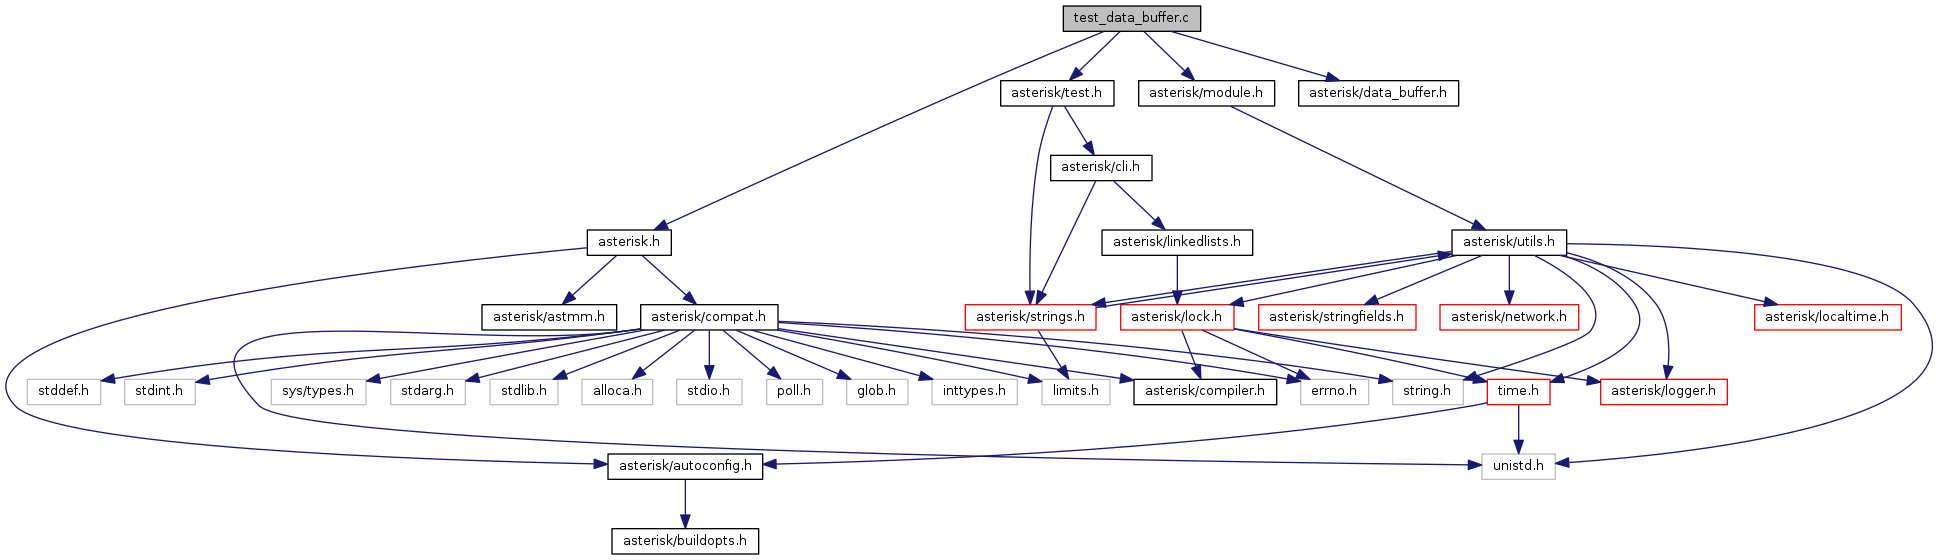 test_data_buffer.c
asterisk/test.h
asterisk/module.h
asterisk/data_buffer.h
asterisk/cli.h
asterisk.h
asterisk/linkedlists.h
asterisk/utils.h
asterisk/astmm.h
asterisk/compat.h
asterisk/strings.h
asterisk/lock.h
asterisk/stringfields.h
asterisk/network.h
asterisk/localtime.h
stddef.h
stdint.h
sys/types.h
stdarg.h
stdlib.h
alloca.h
stdio.h
poll.h
glob.h
inttypes.h
limits.h
asterisk/compiler.h
errno.h
string.h
time.h
asterisk/logger.h
asterisk/autoconfig.h
unistd.h
asterisk/buildopts.h